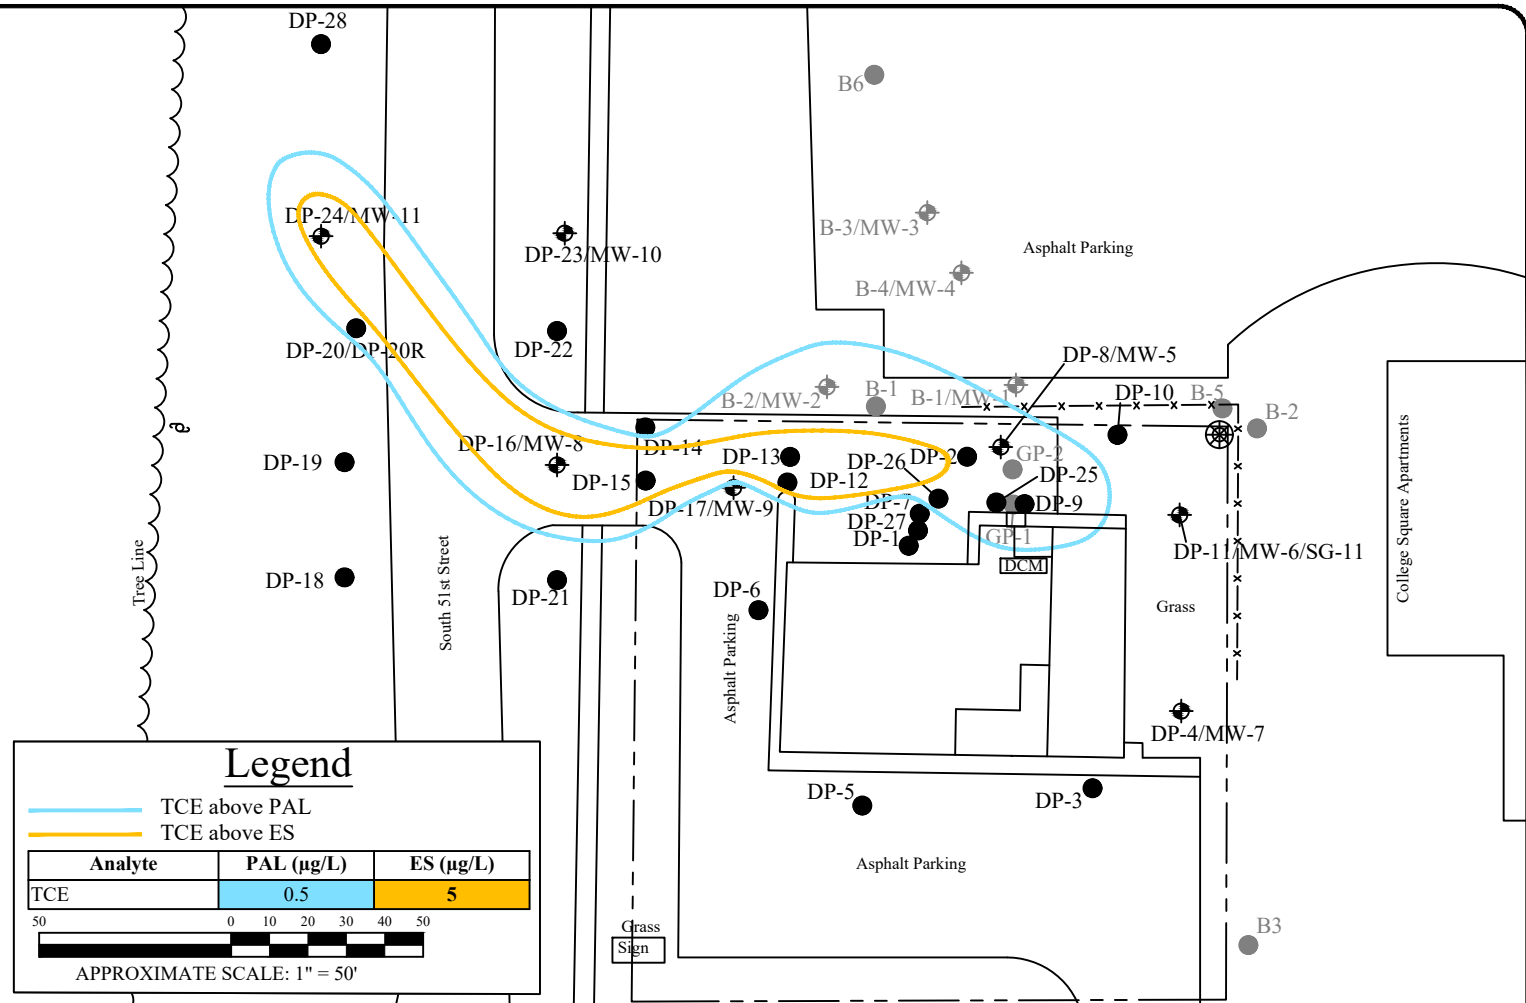 DP-28
B6
DP-24/MW-11
B-3/MW-3
Asphalt Parking
DP-23/MW-10
B-4/MW-4
DP-20/DP-20R
DP-22
DP-8/MW-5
B-2/MW-2
B-1
B-1/MW-1
DP-10
B-5
B-2
DP-16/MW-8
DP-14
DP-19
DP-13
DP-26
DP-2
GP-2
DP-15
DP-12
DP-25
DP-17/MW-9
DP-7
DP-9
DP-27
DP-1
GP-1
DP-11/MW-6/SG-11
DCM
Tree Line
South 51st Street
DP-18
DP-21
DP-6
Asphalt Parking
Grass
College Square Apartments
DP-4/MW-7
DP-5
DP-3
Asphalt Parking
B3
Grass
Sign
Legend
TCE above PAL
TCE above ES
Analyte PAL (µg/L) ES (µg/L)
TCE 0.5 5
50 0 10 20 30 40 50
APPROXIMATE SCALE: 1" = 50'